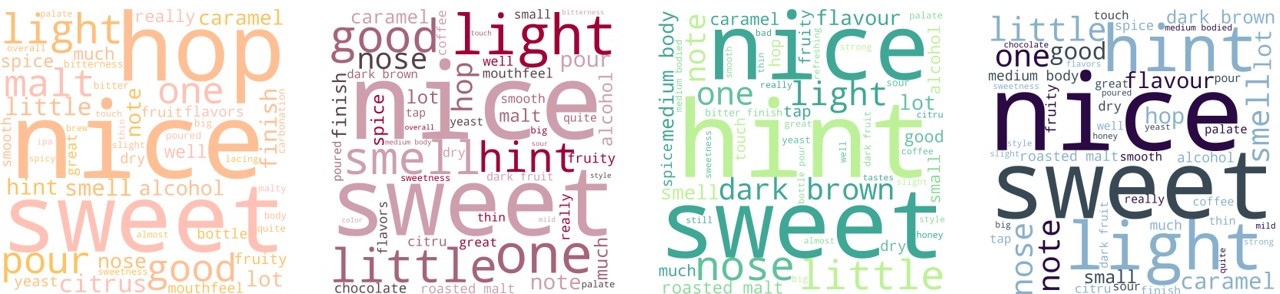 palate
really
caramel
light
hop
overall
spice
much
bitterness
malt
bitter
one
little
touch
note
fruit
flavors
big
finish
carbonation
smooth
nice
brew
poured
ipa
great
slight
well
spicy
dry
lacing
hint
smell
alcohol
malty
sweet
body
almost
bottle
pour
nose
good
fruity
sweetness
lot
yeast
citrus
mouthfeel
caramel
coffee
small
bitterness
good
touch
light
nose
well
pour
dark brown
mouthfeel
hop
nice
finish
spice
lot
smooth
alcohol
tap
malt
quite
overall
yeast
big
medium body
sour
poured
smell
dry
hint
fruity
sweetness
dark fruit
style
sweet
color
flavors
thin
mild
really
citru
great
little
one
much
chocolate
roasted malt
note
palate
medium body
note
caramel
flavour
palate
bad
nice
smooth
thin
hop
fruity
refreshing
strong
alcohol
medium bodied
really
sour
one
light
lot
bitter
finish
tap
citru
spice
touch
hint
great
good
yeast
coffee
sweetness
well
dark fruit
small
tastes
smell
dark brown
bottle
pour
slight
still
sweet
style
honey
almost
dry
much
nose
big
little
roasted malt
touch
dark brown
little
spice
medium bodied
hint
lot
chocolate
one
good
flavors
medium body
great
flavour
pour
sweetness
poured
nice
fruity
dry
hop
smell
well
yeast
palate
honey
style
slight
roasted malt
smooth
alcohol
sweet
really
coffee
big
tap
nose
note
dark fruit
light
much
thin
mild
quite
strong
small
caramel
citru
sour
finish